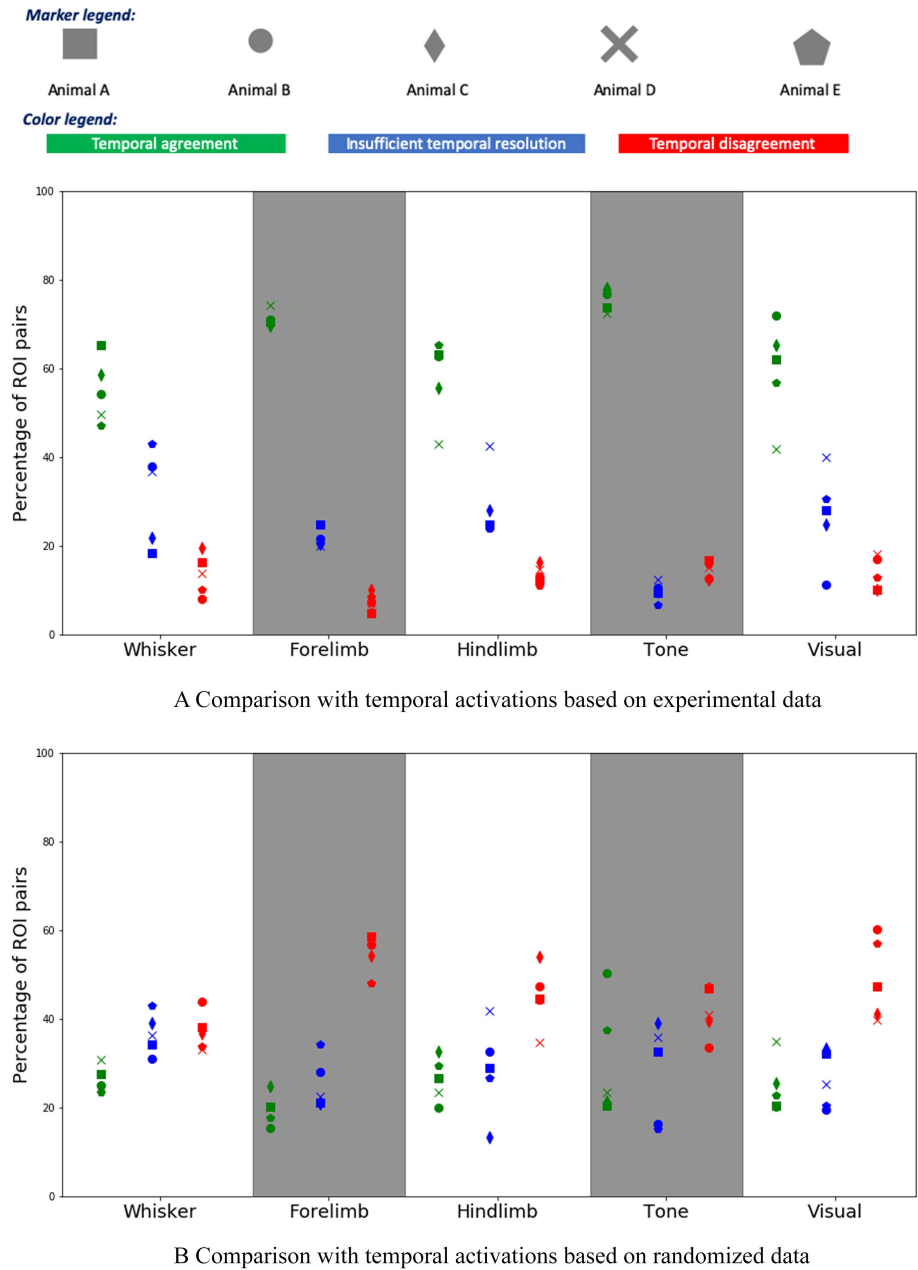 Marker legend:
Animal A Animal B Animal C Animal D Animal E
Color legend:
Temporal agreement Insufficient temporal resolution Temporal disagreement
100
80
60
40
20
0
Percentage of ROI pairs
Whisker Forelimb Hindlimb Tone Visual
A Comparison with temporal activations based on experimental data
100
80
60
40
20
0
Percentage of ROI pairs
Whisker Forelimb Hindlimb Tone Visual
B Comparison with temporal activations based on randomized data